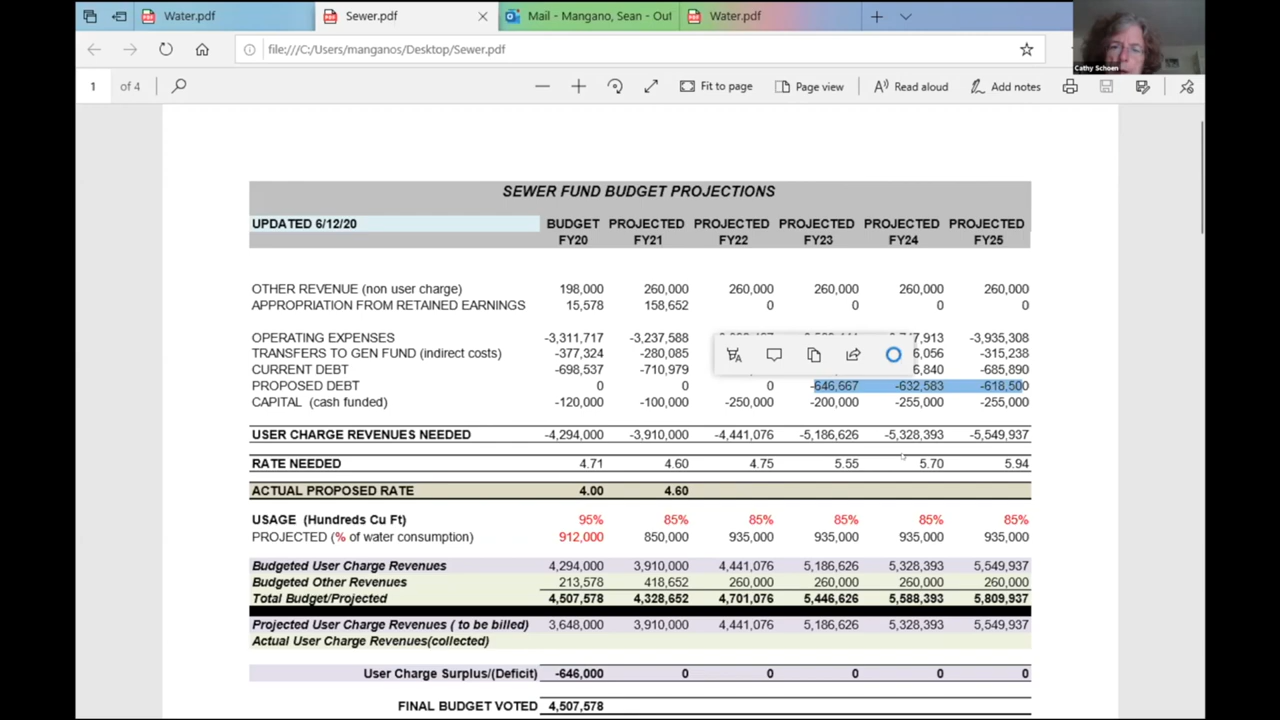 Water.pdf Sewer.pdf Mail - Mangano, Sean - Out Water.pdf
file:///C:/Users/manganos/Desktop/Sewer.pdf
Cathy Schoen
1 of 4 Fit to page Page view Read aloud Add notes
SEWER FUND BUDGET PROJECTIONS
UPDATED 6/12/20 BUDGET PROJECTED PROJECTED PROJECTED PROJECTED PROJECTED
FY20 FY21 FY22 FY23 FY24 FY25
OTHER REVENUE (non user charge) 198,000 260,000 260,000 260,000 260,000 260,000
APPROPRIATION FROM RETAINED EARNINGS 15,578 158,652 0 0 0 0
OPERATING EXPENSES -3,311,717 -3,237,588 7,913 -3,935,308
TRANSFERS TO GEN FUND (indirect costs) -377,324 -280,085 6,056 -315,238
CURRENT DEBT -698,537 -710,979 6,840 -685,890
PROPOSED DEBT 0 0 0 -646,667 -632,583 -618,500
CAPITAL (cash funded) -120,000 -100,000 -250,000 -200,000 -255,000 -255,000
USER CHARGE REVENUES NEEDED -4,294,000 -3,910,000 -4,441,076 -5,186,626 -5,328,393 -5,549,937
RATE NEEDED 4.71 4.60 4.75 5.55 5.70 5.94
ACTUAL PROPOSED RATE 4.00 4.60
USAGE (Hundreds Cu Ft) 95% 85% 85% 85% 85% 85%
PROJECTED (% of water consumption) 912,000 850,000 935,000 935,000 935,000 935,000
Budgeted User Charge Revenues 4,294,000 3,910,000 4,441,076 5,186,626 5,328,393 5,549,937
Budgeted Other Revenues 213,578 418,652 260,000 260,000 260,000 260,000
Total Budget/Projected 4,507,578 4,328,652 4,701,076 5,446,626 5,588,393 5,809,937
Projected User Charge Revenues ( to be billed) 3,648,000 3,910,000 4,441,076 5,186,626 5,328,393 5,549,937
Actual User Charge Revenues(collected)
User Charge Surplus/(Deficit) -646,000 0 0 0 0 0
FINAL BUDGET VOTED 4,507,578